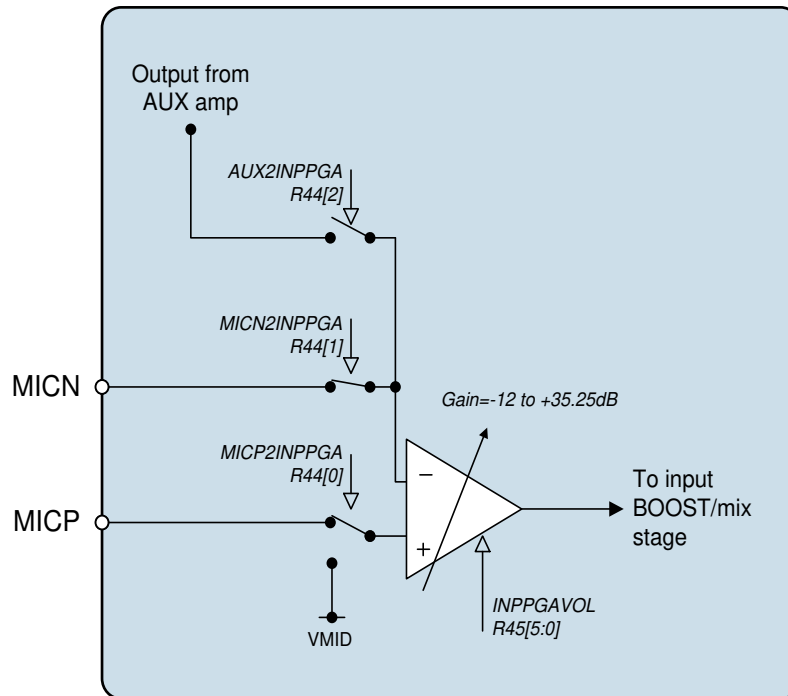 Output from
AUX amp
AUX2INPPGA
R44[2]
MICN2INPPGA
R44[1]
MICN
Gain=-12 to +35.25dB
MICP2INPPGA
R44[0]
MICP
−
+
To input
BOOST/mix
stage
VMID
INPPGAVOL
R45[5:0]